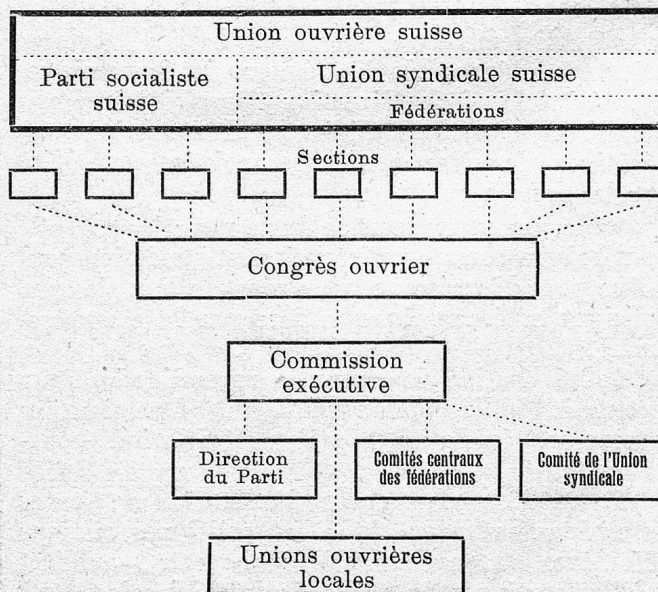 Union ouvrière suisse
Parti socialiste
suisse
Union syndicale suisse
Fédérations
Sections
Congrès ouvrier
Commission
exécutive
Direction
du Parti
Comités centraux
des fédérations
Comité de l'Union
syndicale
Unions ouvrières
locales